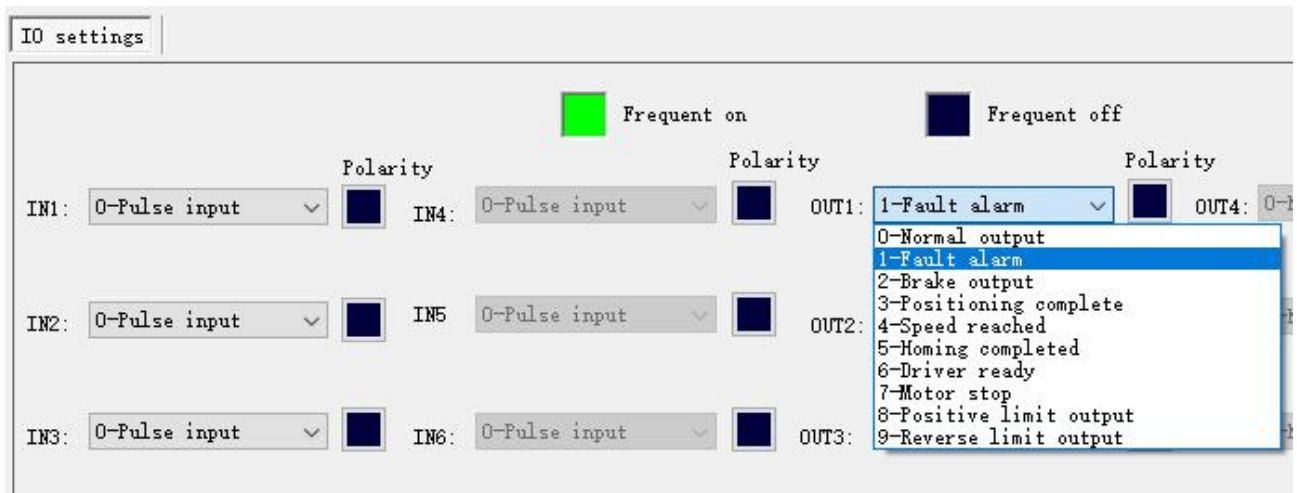 IO settings
Frequent on
Frequent off
Polarity
Polarity
Polarity
IN1: 0-Pulse input
IN4: 0-Pulse input
OUT1: 1-Fault alarm
OUT4:
0-Normal output
1-Fault alarm
2-Brake output
3-Positioning complete
4-Speed reached
5-Homing completed
6-Driver ready
7-Motor stop
8-Positive limit output
9-Reverse limit output
IN2: 0-Pulse input
IN5 0-Pulse input
OUT2:
IN3: 0-Pulse input
IN6: 0-Pulse input
OUT3: